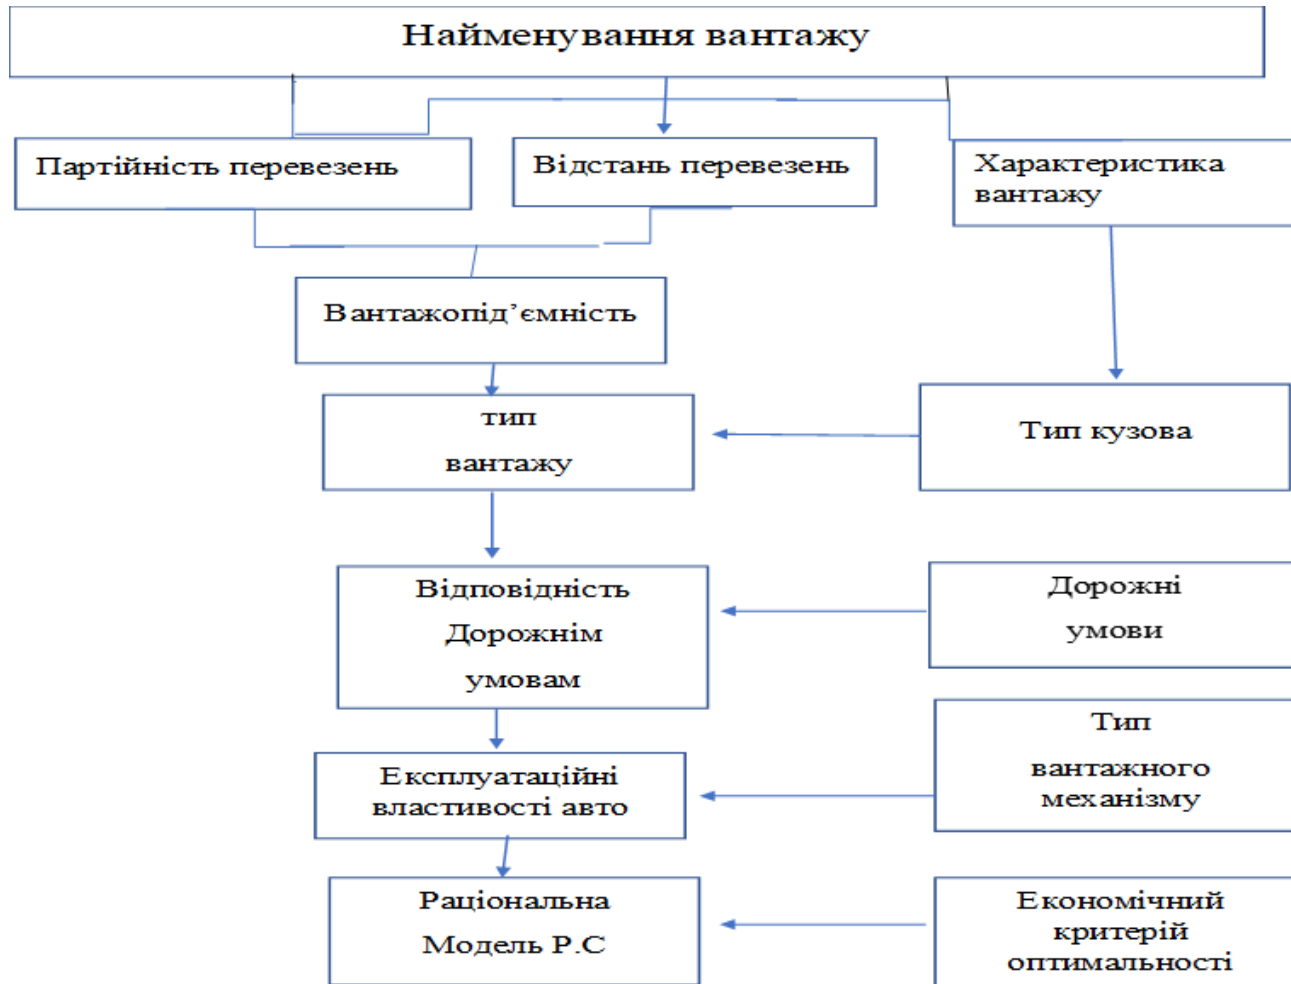 Найменування вантажу
Партійність перевезень
Відстань перевезень
Характеристика
вантажу
Вантажопід’ємність
тип
вантажу
Тип кузова
Відповідність
Дорожнім
умовам
Дорожні
умови
Тип
вантажного
механізму
Експлуатаційні
властивості авто
Раціональна
Модель Р.С
Економічний
критерій
оптимальності